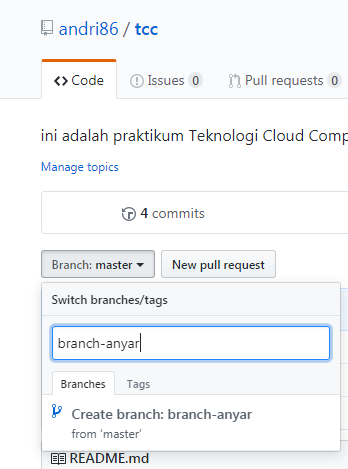 andri86 / tcc
Code Issues 0 Pull requests 0
ini adalah praktikum Teknologi Cloud Comp
Manage topics
4 commits
Branch: master New pull request
Switch branches/tags
branch-anyar
Branches Tags
Create branch: branch-anyar
from 'master'
README.md